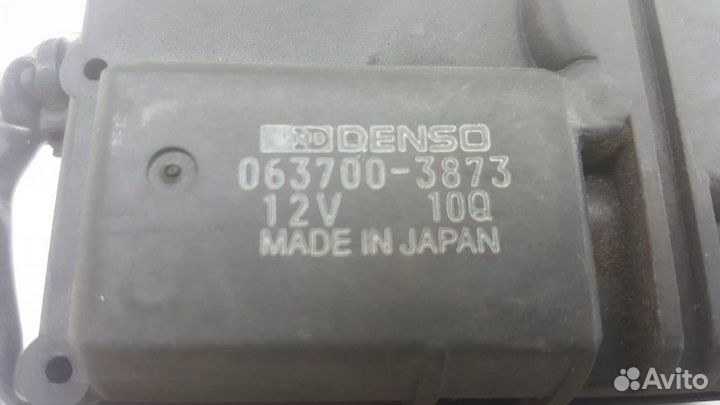 DENSO
063700-3873
12V 10Q
MADE IN JAPAN
Avito